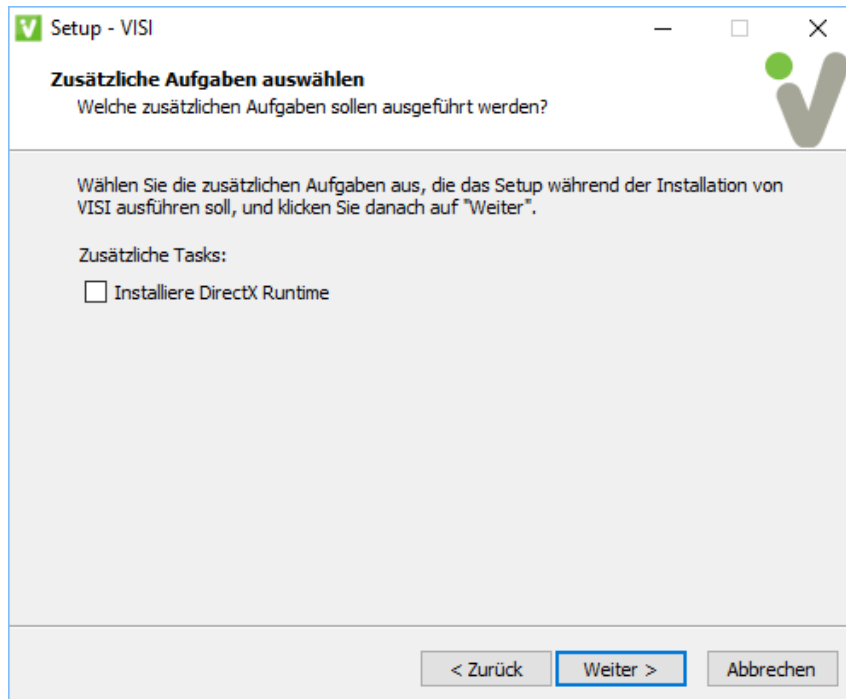 Setup - VISI
Zusätzliche Aufgaben auswählen
Welche zusätzlichen Aufgaben sollen ausgeführt werden?
Wählen Sie die zusätzlichen Aufgaben aus, die das Setup während der Installation von
VISI ausführen soll, und klicken Sie danach auf "Weiter".
Zusätzliche Tasks:
Installiere DirectX Runtime
< Zurück
Weiter >
Abbrechen